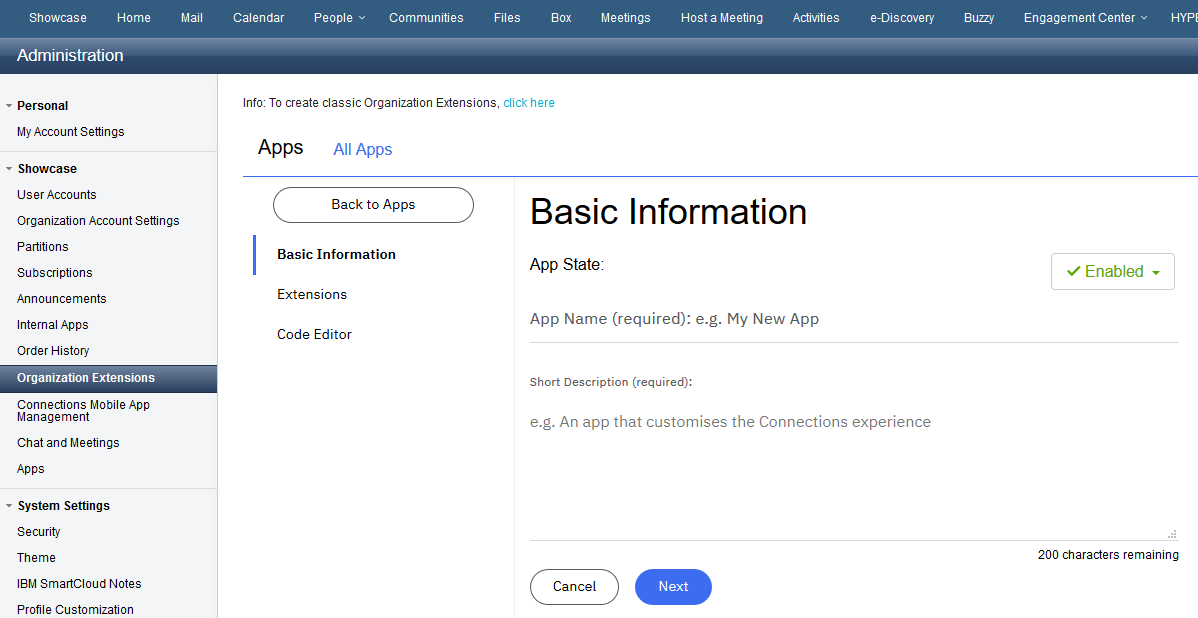 Showcase Home Mail Calendar People Communities Files Box Meetings Host a Meeting Activities e-Discovery Buzzy Engagement Center
Administration
Personal
My Account Settings
Showcase
User Accounts
Organization Account Settings
Partitions
Subscriptions
Announcements
Internal Apps
Order History
Organization Extensions
Connections Mobile App
Management
Chat and Meetings
Apps
System Settings
Security
Theme
IBM SmartCloud Notes
Profile Customization
Info: To create classic Organization Extensions, click here
Apps All Apps
Back to Apps
Basic Information
Extensions
Code Editor
Basic Information
App State:
Enabled
App Name (required): e.g. My New App
Short Description (required):
e.g. An app that customises the Connections experience
200 characters remaining
Cancel Next